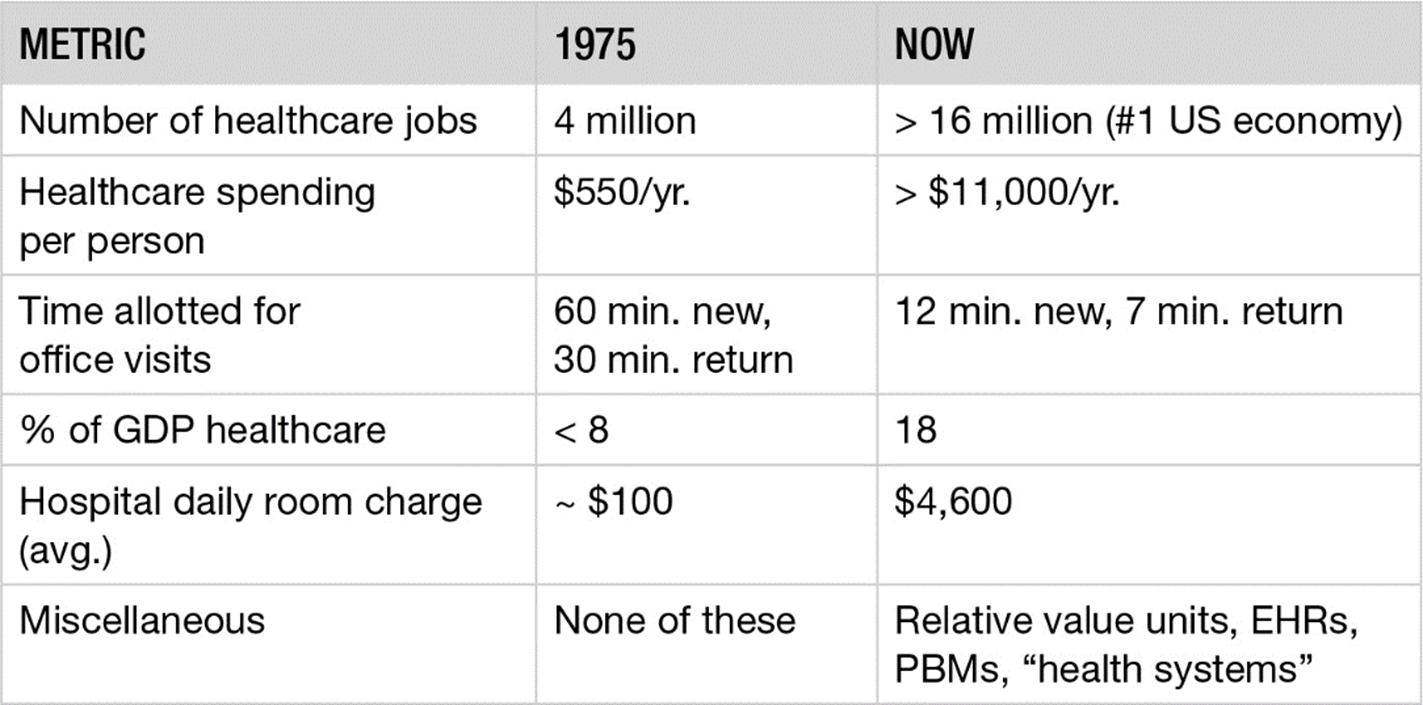 METRIC 1975 NOW
Number of healthcare jobs 4 million > 16 million (#1 US economy)
Healthcare spending $550/yr. > $11,000/yr.
per person
Time allotted for 60 min. new, 12 min. new, 7 min. return
office visits 30 min. return
% of GDP healthcare < 8 18
Hospital daily room charge ~ $100 $4,600
(avg.)
Miscellaneous None of these Relative value units, EHRs,
PBMs, “health systems”